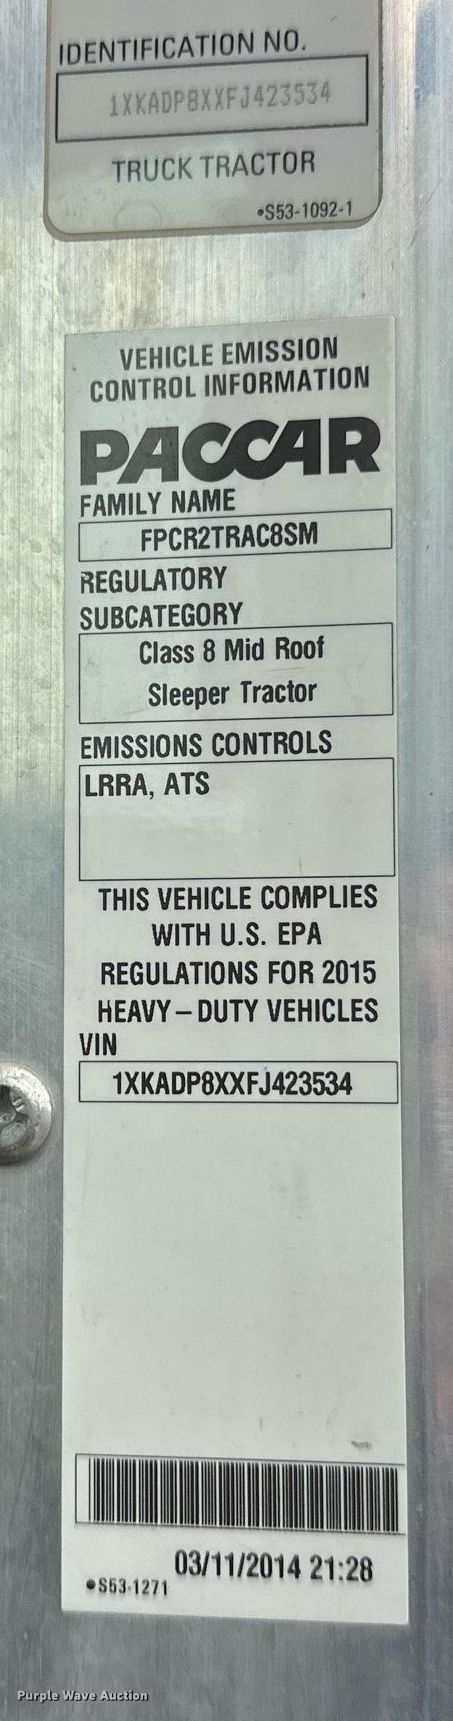 IDENTIFICATION NO.
1XKADP8XXFJ423534
TRUCK TRACTOR
•S53-1092-1
VEHICLE EMISSION
CONTROL INFORMATION
PACCAR
FAMILY NAME
FPCR2TRAC8SM
REGULATORY
SUBCATEGORY
Class 8 Mid Roof
Sleeper Tractor
EMISSIONS CONTROLS
LRRA, ATS
THIS VEHICLE COMPLIES
WITH U.S. EPA
REGULATIONS FOR 2015
HEAVY–DUTY VEHICLES
VIN
1XKADP8XXFJ423534
03/11/2014 21:28
•S53-1271
Purple Wave Auction